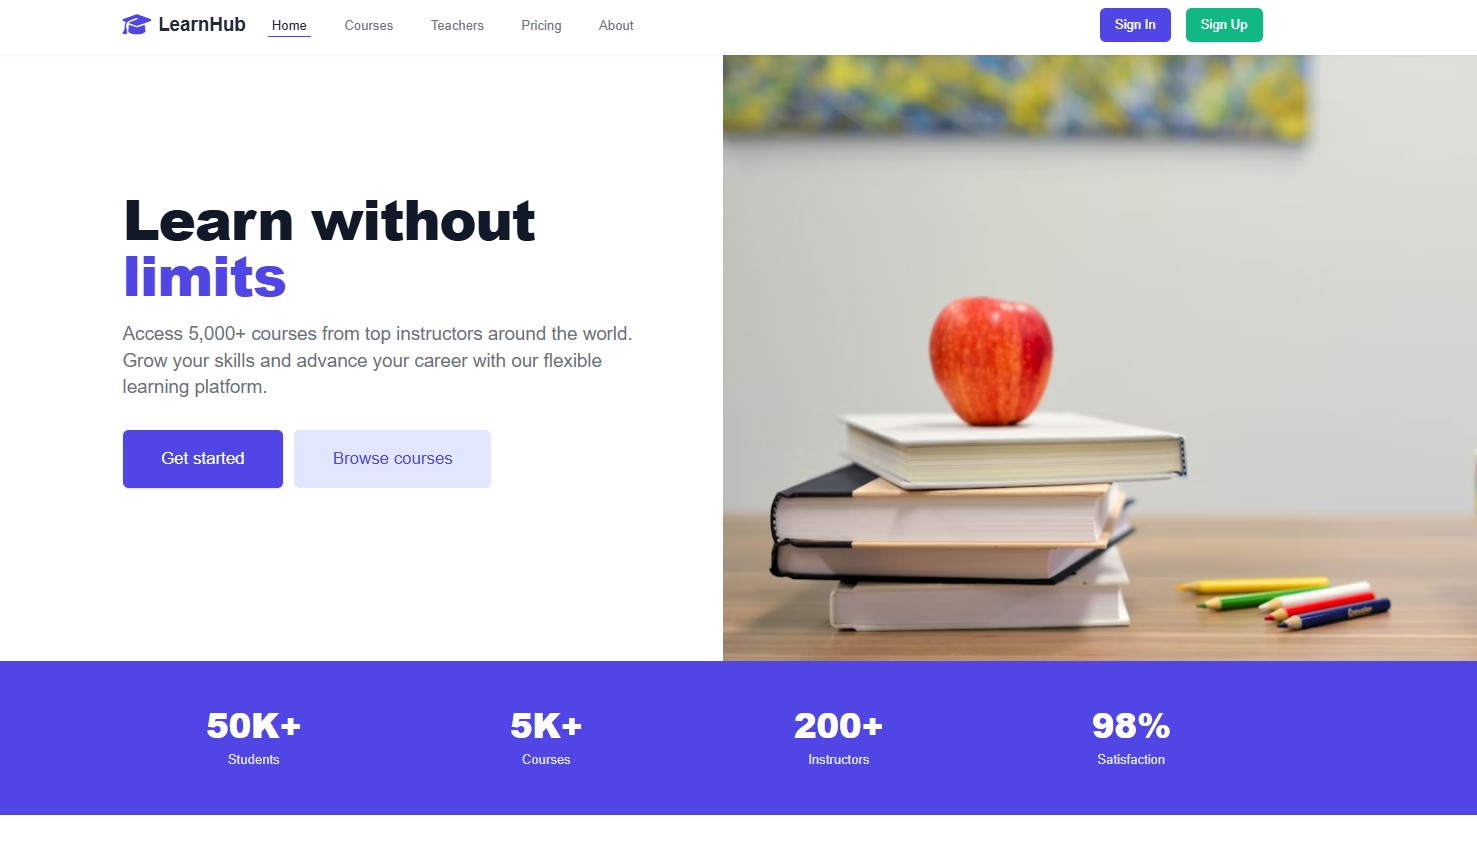 LearnHub
Home Courses Teachers Pricing About
Sign In Sign Up
Learn without
limits
Access 5,000+ courses from top instructors around the world.
Grow your skills and advance your career with our flexible
learning platform.
Get started Browse courses
50K+ 5K+ 200+ 98%
Students Courses Instructors Satisfaction